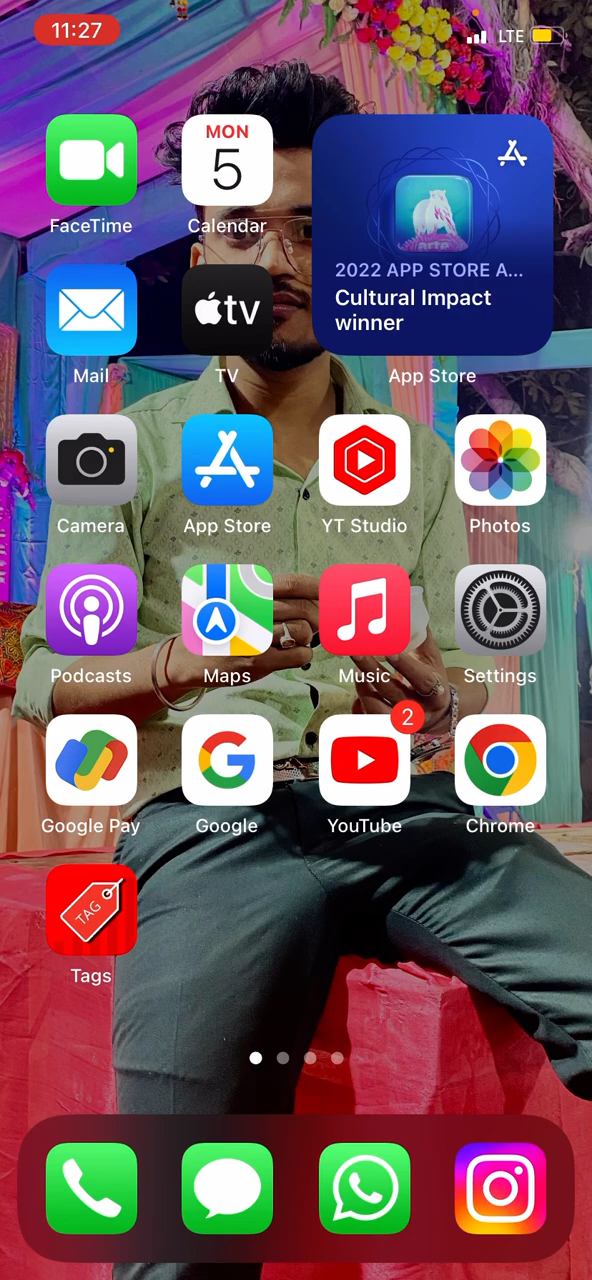 11:27
LTE
MON
5
FaceTime
Calendar
2022 APP STORE A...
Cultural Impact
winner
tv
Mail
TV
App Store
Camera
App Store
YT Studio
Photos
Podcasts
Maps
Music
Settings
2
G
Google Pay
Google
YouTube
Chrome
TAG
Tags